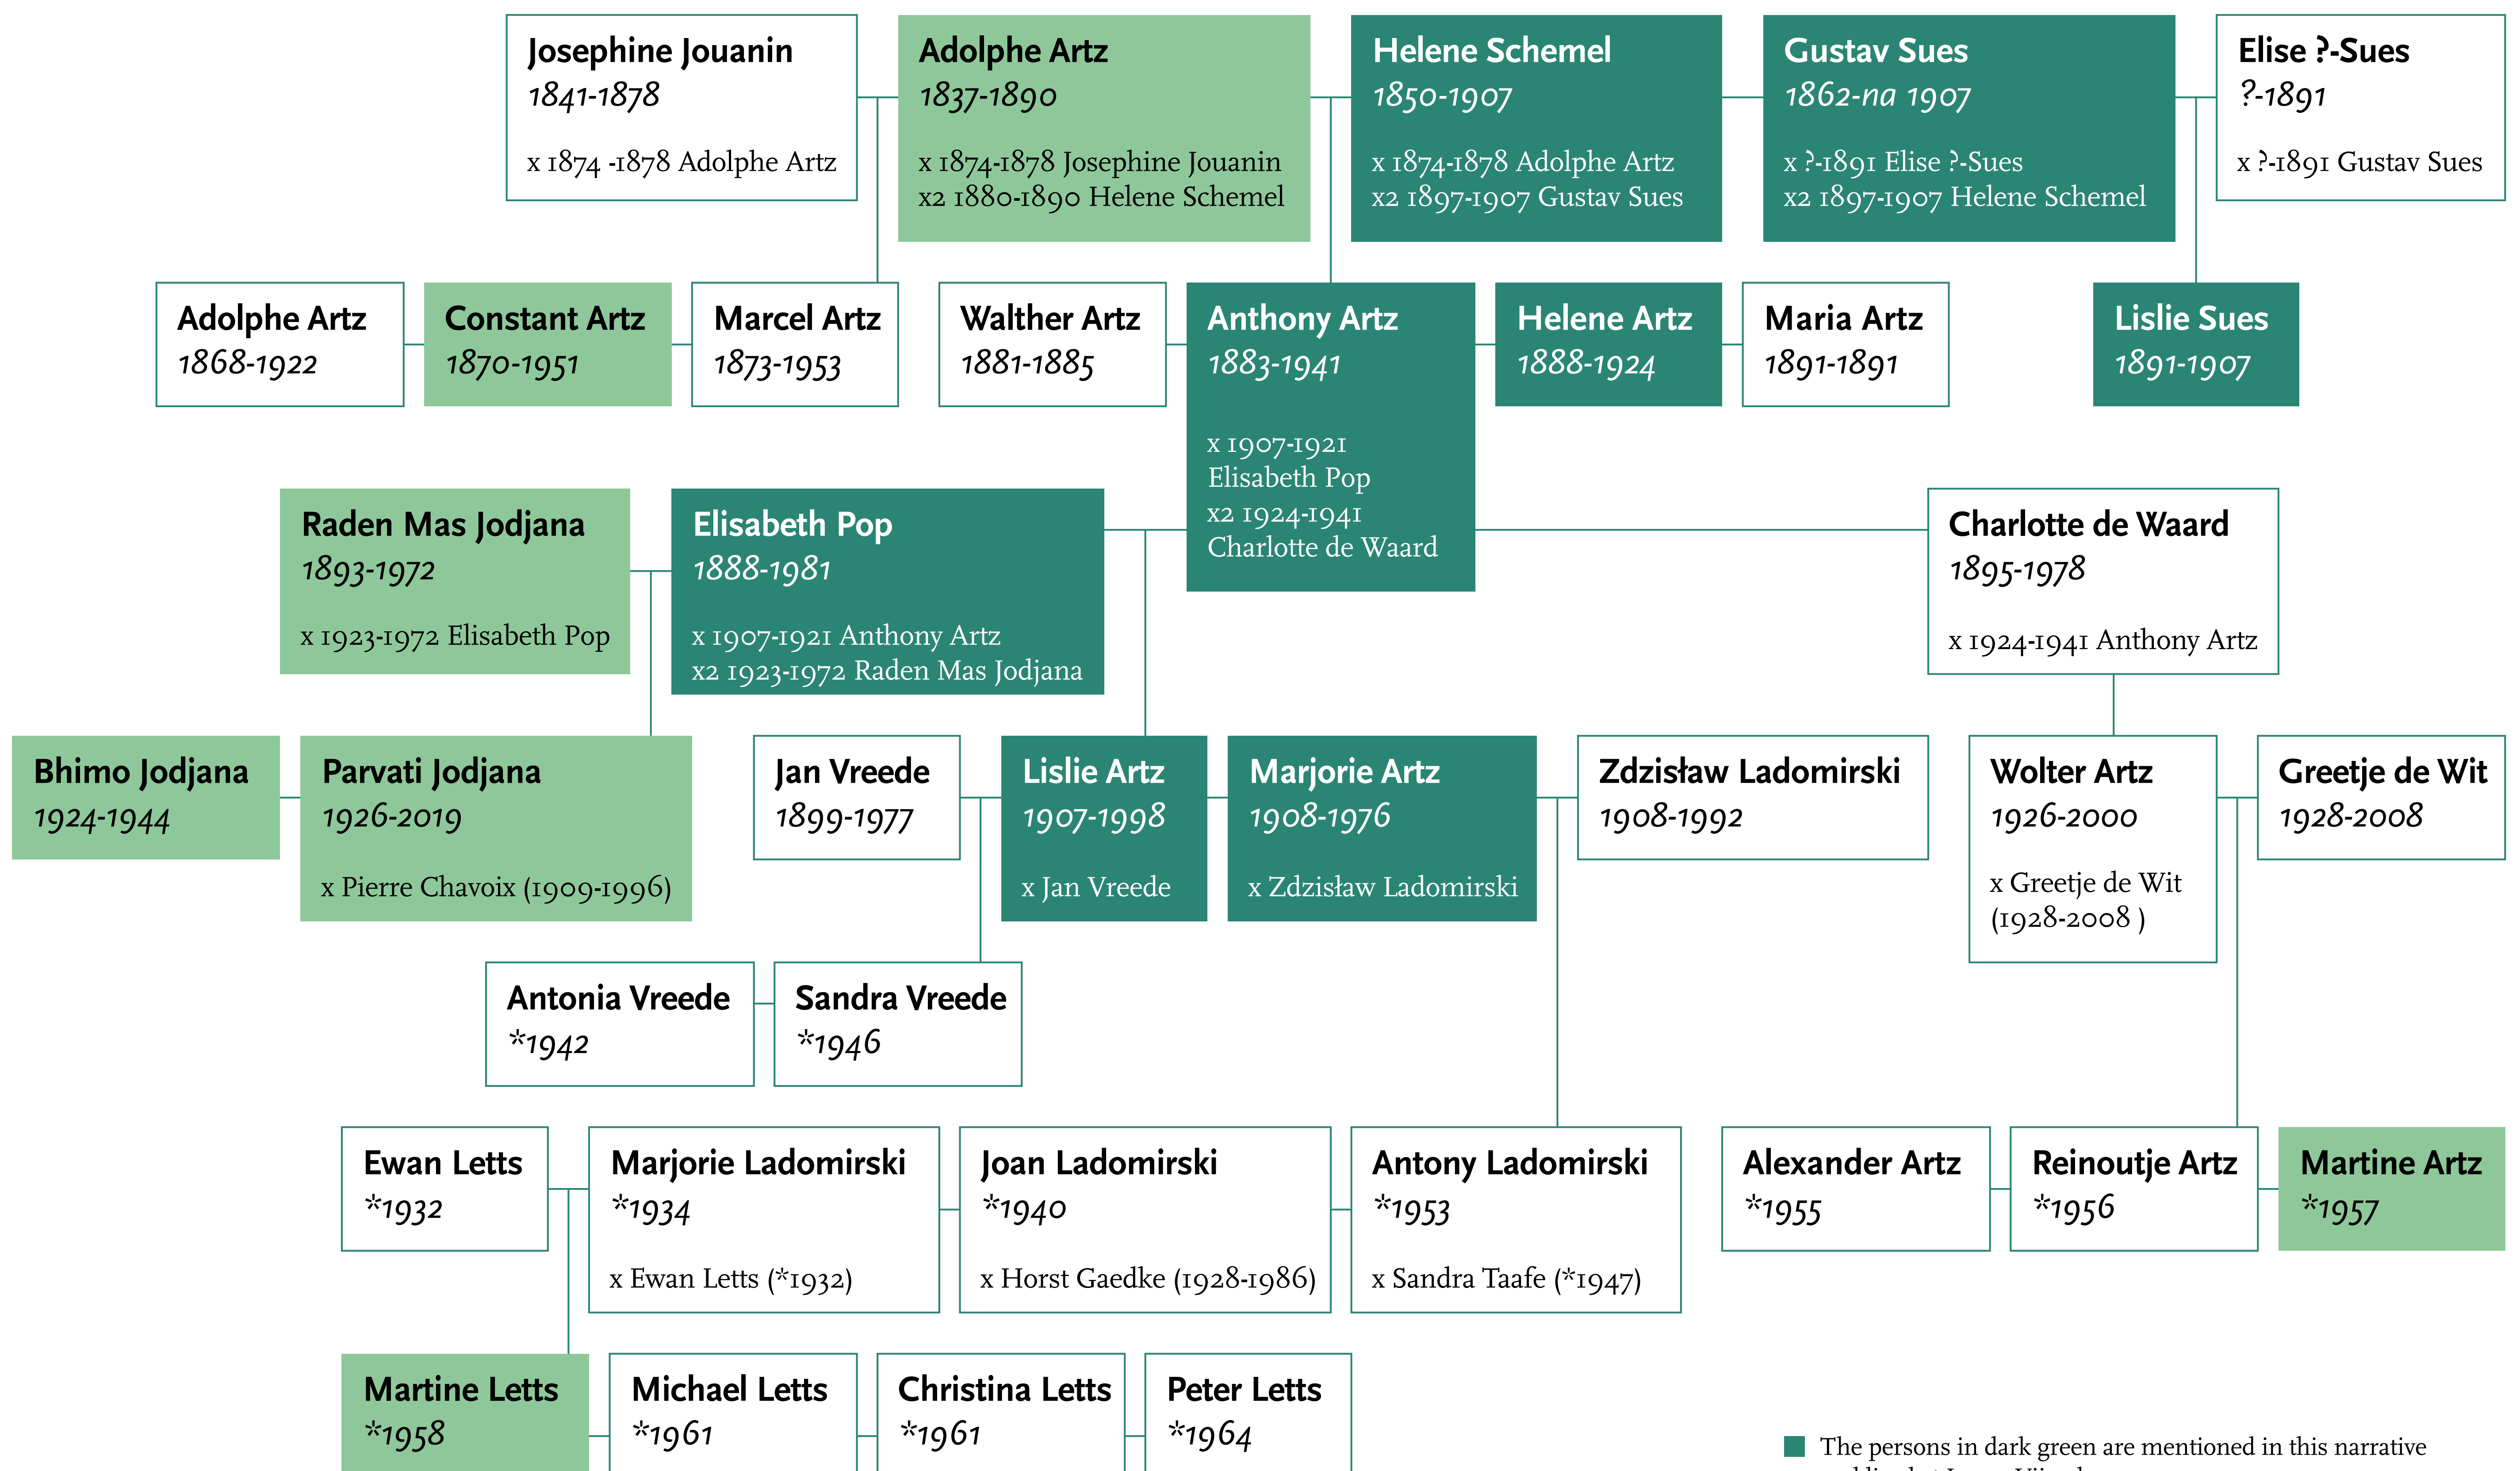 Josephine Jouanin
1841-1878
x 1874 -1878 Adolphe Artz
Adolphe Artz
1837-1890
x 1874-1878 Josephine Jouanin
x2 1880-1890 Helene Schemel
Helene Schemel
1850-1907
x 1874-1878 Adolphe Artz
x2 1897-1907 Gustav Sues
Gustav Sues
1862-na 1907
x ?-1891 Elise ?-Sues
x2 1897-1907 Helene Schemel
Elise ?-Sues
?-1891
x ?-1891 Gustav Sues
Adolphe Artz
1868-1922
Constant Artz
1870-1951
Marcel Artz
1873-1953
Walther Artz
1881-1885
Anthony Artz
1883-1941
x 1907-1921
Elisabeth Pop
x2 1924-1941
Charlotte de Waard
Helene Artz
1888-1924
Maria Artz
1891-1891
Lislie Sues
1891-1907
Raden Mas Jodjana
1893-1972
x 1923-1972 Elisabeth Pop
Elisabeth Pop
1888-1981
x 1907-1921 Anthony Artz
x2 1923-1972 Raden Mas Jodjana
Charlotte de Waard
1895-1978
x 1924-1941 Anthony Artz
Bhimo Jodjana
1924-1944
Parvati Jodjana
1926-2019
x Pierre Chavoix (1909-1996)
Jan Vreede
1899-1977
Lislie Artz
1907-1998
x Jan Vreede
Marjorie Artz
1908-1976
x Zdzisław Ladomirski
Zdzisław Ladomirski
1908-1992
Wolter Artz
1926-2000
x Greetje de Wit
(1928-2008 )
Greetje de Wit
1928-2008
Antonia Vreede
*1942
Sandra Vreede
*1946
Ewan Letts
*1932
Marjorie Ladomirski
*1934
x Ewan Letts (*1932)
Joan Ladomirski
*1940
x Horst Gaedke (1928-1986)
Antony Ladomirski
*1953
x Sandra Taafe (*1947)
Alexander Artz
*1955
Reinoutje Artz
*1956
Martine Artz
*1957
Martine Letts
*1958
Michael Letts
*1961
Christina Letts
*1961
Peter Letts
*1964
The persons in dark green are mentioned in this narrative